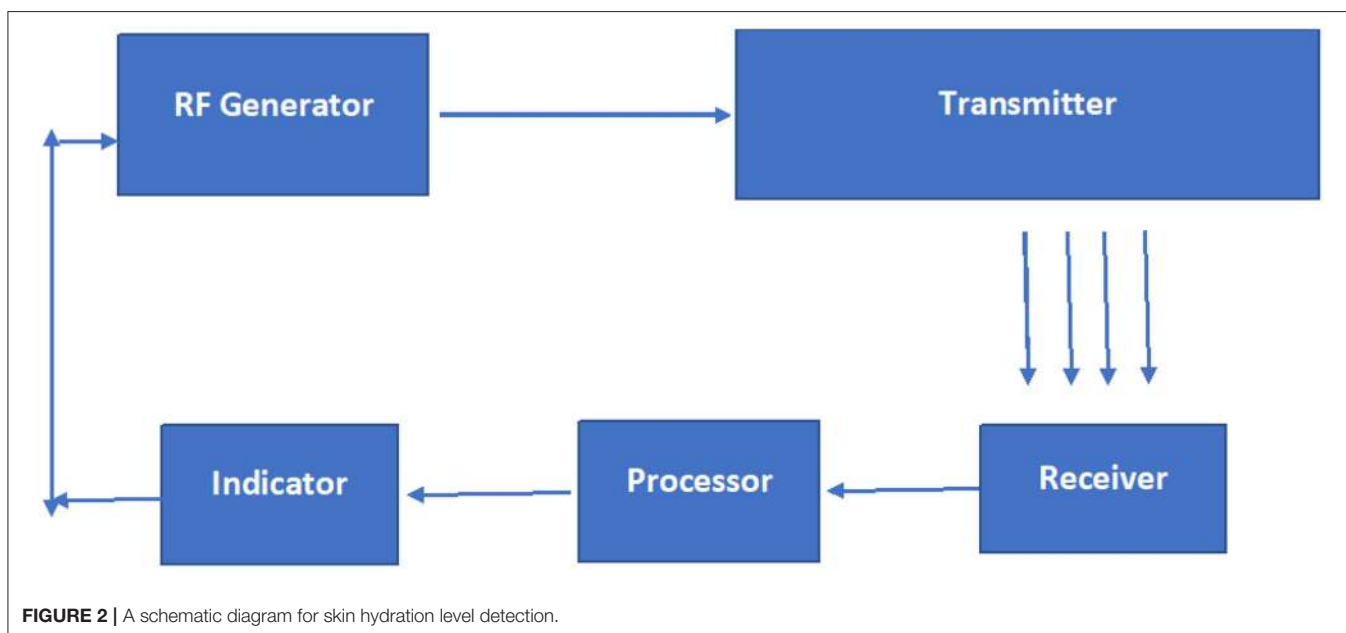 RF Generator
Transmitter
Indicator
Processor
Receiver
FIGURE 2 | A schematic diagram for skin hydration level detection.